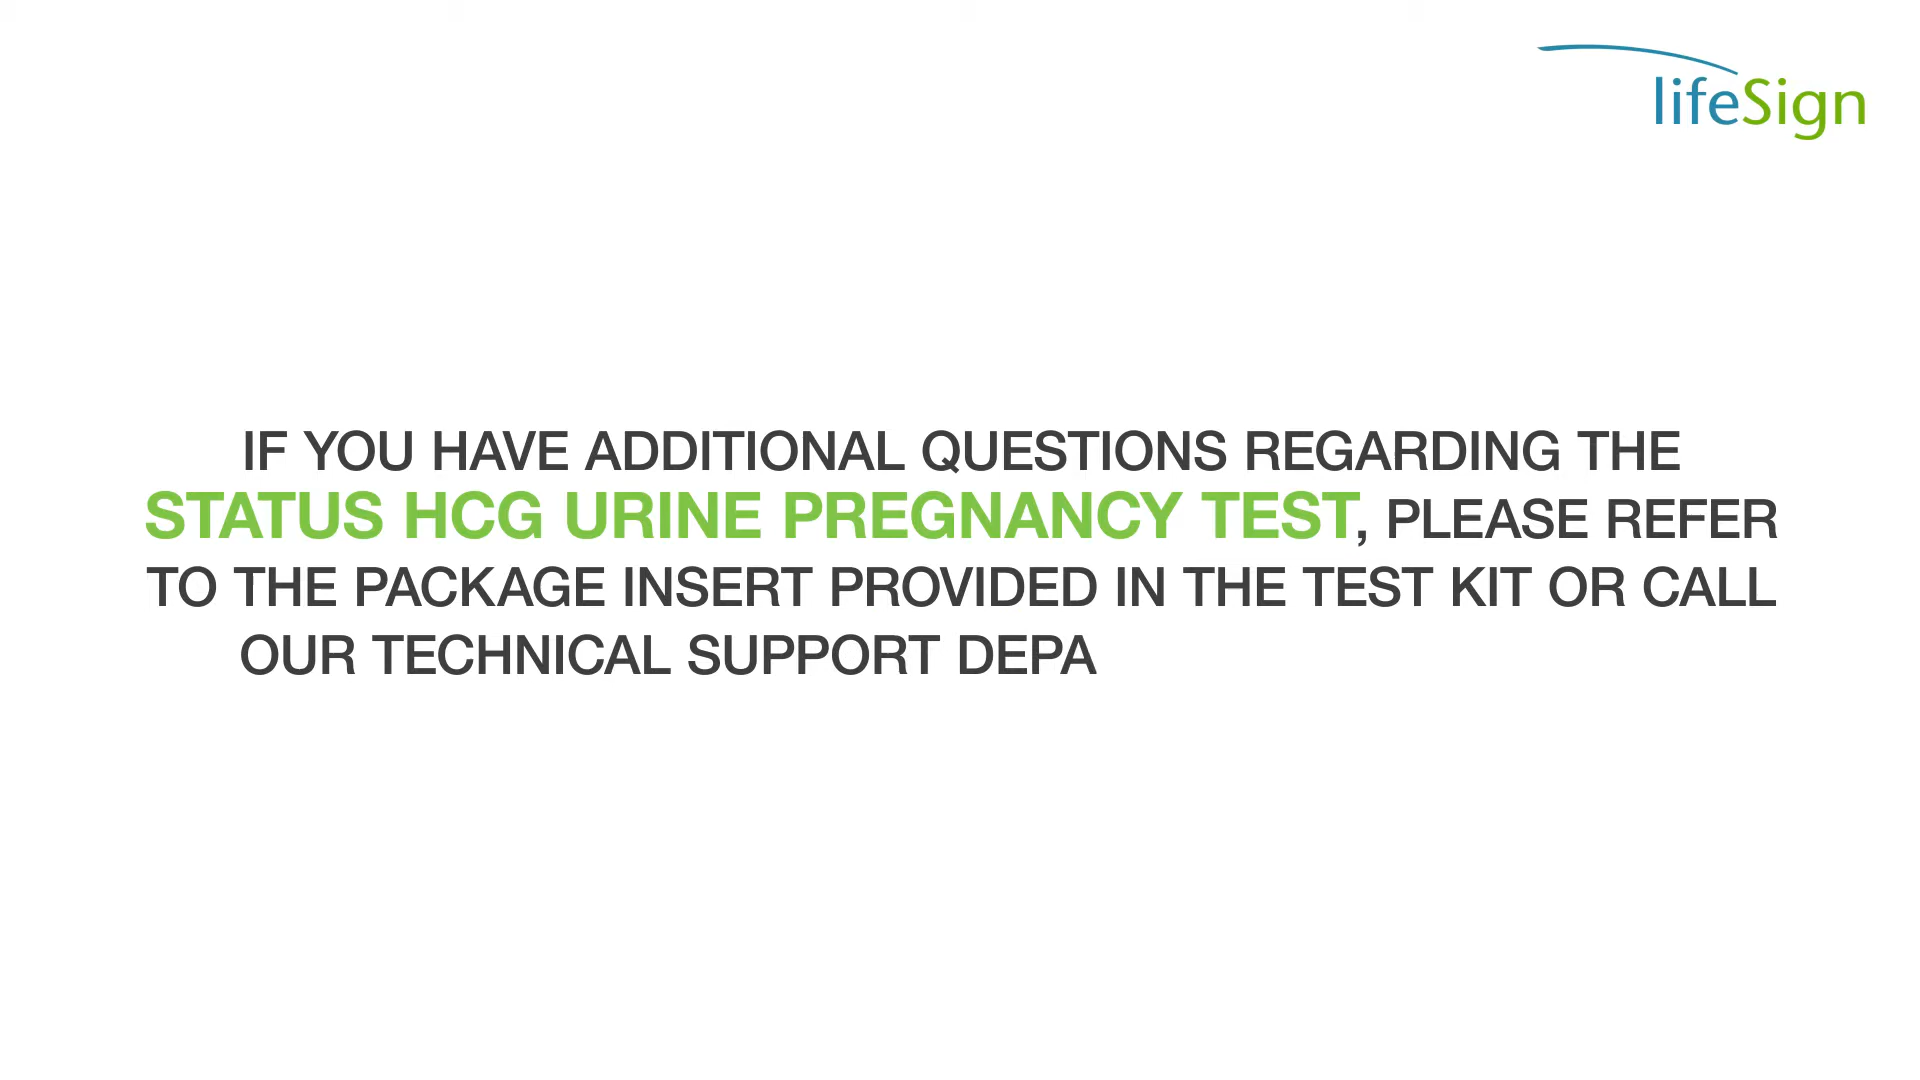 lifeSign
IF YOU HAVE ADDITIONAL QUESTIONS REGARDING THE
STATUS HCG URINE PREGNANCY TEST, PLEASE REFER
TO THE PACKAGE INSERT PROVIDED IN THE TEST KIT OR CALL
OUR TECHNICAL SUPPORT DEPA